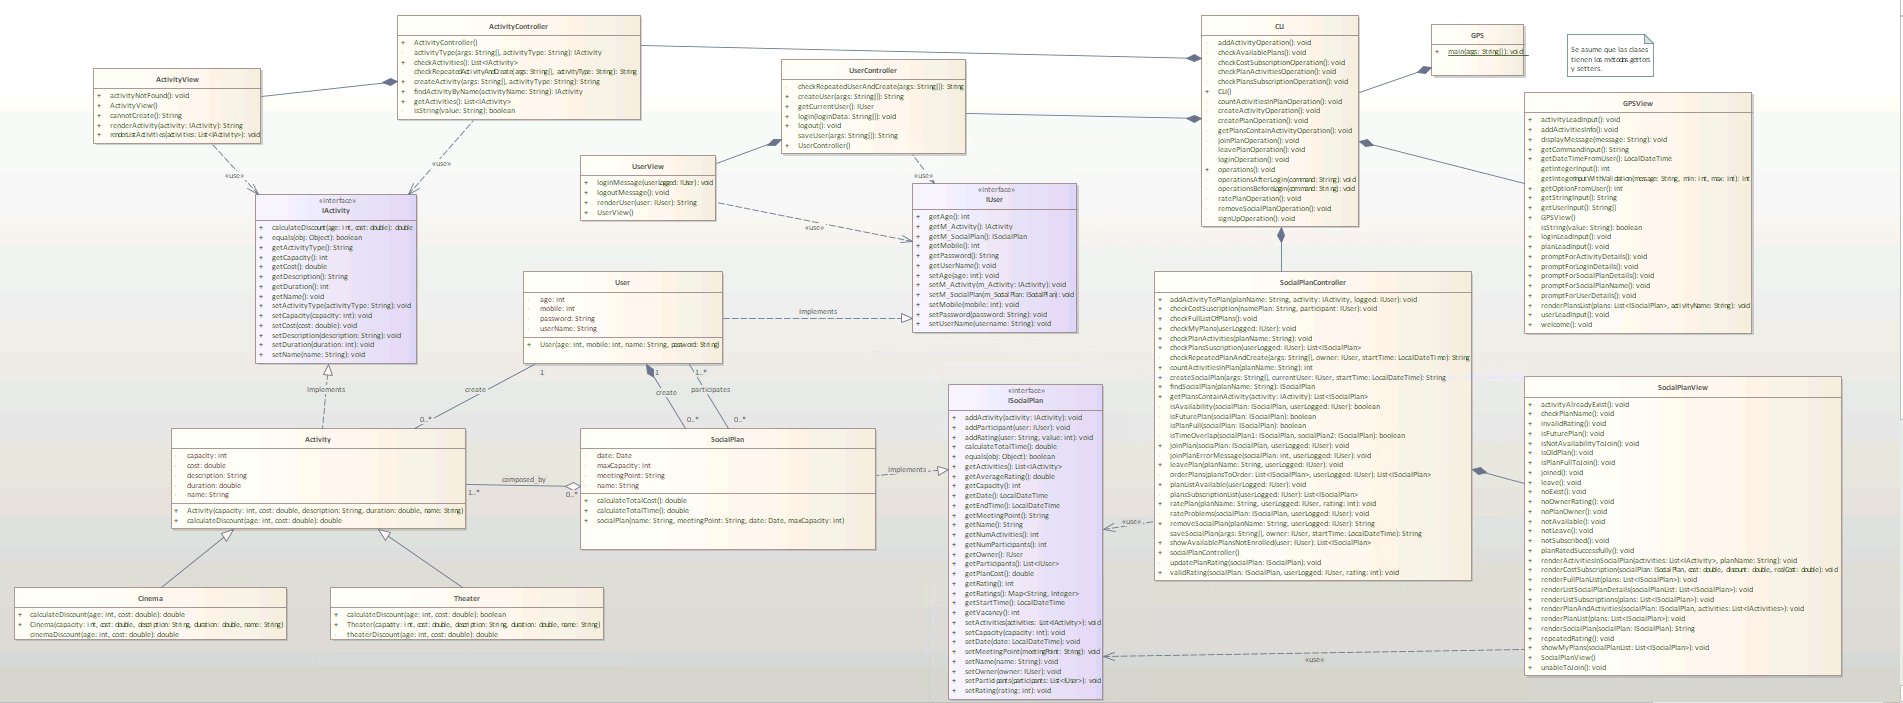 ActivityController
+ ActivityController()
activityType(args: String[], activityType: String): IActivity
+ checkActivities(): List<IActivity>
checkRepeatedActivityAndCreate(args: String[], activityType: String): String
+ createActivity(args: String[], activityType: String): String
+ findActivityByName(activityName: String): IActivity
+ getActivities(): List<IActivity>
isString(value: String): boolean
ActivityView
+ activityNotFound(): void
+ ActivityView()
+ cannotCreate(): String
+ renderActivity(activity: IActivity): String
+ renderListActivities(activities: List<IActivity>): void
«use»
«use»
«interface»
IActivity
+ calculateDiscount(age: int, cost: double): double
+ equals(obj: Object): boolean
+ getActivityType(): String
+ getCapacity(): int
+ getCost(): double
+ getDescription(): String
+ getDuration(): int
+ getName(): void
+ setActivityType(activityType: String): void
+ setCapacity(capacity: int): void
+ setCost(cost: double): void
+ setDescription(description: String): void
+ setDuration(duration: int): void
+ setName(name: String): void
Implements
UserController
checkRepeatedUserAndCreate(args: String[]): String
+ createUser(args: String[]): String
+ getCurrentUser(): IUser
+ login(loginData: String[]): void
+ logout(): void
saveUser(args: String[]): String
+ UserController()
UserView
+ loginMessage(userLogged: IUser): void
+ logoutMessage(): void
+ renderUser(user: IUser): String
+ UserView()
«use»
«use»
«interface»
IUser
+ getAge(): int
+ getM_Activity(): IActivity
+ getM_SocialPlan(): ISocialPlan
+ getMobile(): int
+ getPassword(): String
+ getUserName(): void
+ setAge(age: int): void
+ setM_Activity(m_Activity: IActivity): void
+ setM_SocialPlan(m_SocialPlan: ISocialPlan): void
+ setMobile(mobile: int): void
+ setPassword(password: String): void
+ setUserName(username: String): void
User
age: int
mobile: int
password: String
userName: String
+ User(age: int, mobile: int, name: String, password: String)
Implements
1
create
0..*
1
create
0..*
1..*
participates
0..*
Activity
capacity: int
cost: double
description: String
duration: double
name: String
+ Activity(capacity: int, cost: double, description: String, duration: double, name: String)
+ calculateDiscount(age: int, cost: double): double
composed_by
1..*
0..*
SocialPlan
date: Date
maxCapacity: int
meetingPoint: String
name: String
+ calculateTotalCost(): double
+ calculateTotalTime(): double
+ socialPlan(name: String, meetingPoint: String, date: Date, maxCapacity: int)
Implements
Cinema
+ calculateDiscount(age: int, cost: double): double
+ Cinema(capacity: int, cost: double, description: String, duration: double, name: String)
cinemaDiscount(age: int, cost: double): double
Theater
+ calculateDiscount(age: int, cost: double): boolean
+ Theater(capacity: int, cost: double, description: String, duration: double, name: String)
theaterDiscount(age: int, cost: double): double
«interface»
ISocialPlan
+ addActivity(activity: IActivity): void
+ addParticipant(user: IUser): void
+ addRating(user: String, value: int): void
+ calculateTotalTime(): double
+ equals(obj: Object): boolean
+ getActivities(): List<IActivity>
+ getAverageRating(): double
+ getCapacity(): int
+ getDate(): LocalDateTime
+ getEndTime(): LocalDateTime
+ getMeetingPoint(): String
+ getName(): String
+ getNumActivities(): int
+ getNumParticipants(): int
+ getOwner(): IUser
+ getParticipants(): List<IUser>
+ getPlanCost(): double
+ getRating(): int
+ getRatings(): Map<String, Integer>
+ getStartTime(): LocalDateTime
+ getVacancy(): int
+ setActivities(activities: List<IActivity>): void
+ setCapacity(capacity: int): void
+ setDate(date: LocalDateTime): void
+ setMeetingPoint(meetingPoint: String): void
+ setName(name: String): void
+ setOwner(owner: IUser): void
+ setParticipants(participants: List<IUser>): void
+ setRating(rating: int): void
CLI
addActivityOperation(): void
checkAvailablePlans(): void
checkCostSubscriptionOperation(): void
checkPlanActivitiesOperation(): void
checkPlansSubscriptionOperation(): void
+ CLI()
countActivitiesInPlanOperation(): void
createActivityOperation(): void
createPlanOperation(): void
getPlansContainActivityOperation(): void
joinPlanOperation(): void
leavePlanOperation(): void
loginOperation(): void
+ operations(): void
operationsAfterLogin(command: String): void
operationsBeforeLogin(command: String): void
ratePlanOperation(): void
removeSocialPlanOperation(): void
signUpOperation(): void
GPS
+ main(args: String[]): void
Se asume que las clases
tienen los métodos getters
y setters.
GPSView
+ activityLeadInput(): void
+ addActivitiesInfo(): void
+ displayMessage(message: String): void
+ getCommandInput(): String
+ getDateTimeFromUser(): LocalDateTime
+ getIntegerInput(): int
+ getIntegerInputWithValidation(message: String, min: int, max: int): int
+ getOptionFromUser(): int
+ getStringInput(): String
+ getUserInput(): String[]
+ GPSView()
isString(value: String): boolean
+ loginLeadInput(): void
+ planLeadInput(): void
+ promptForActivityDetails(): void
+ promptForLoginDetails(): void
+ promptForSocialPlanDetails(): void
+ promptForSocialPlanName(): void
+ promptForUserDetails(): void
+ renderPlansList(plans: List<ISocialPlan>, activityName: String): void
+ userLeadInput(): void
+ welcome(): void
SocialPlanController
+ addActivityToPlan(planName: String, activity: IActivity, logged: IUser): void
+ checkCostSuscription(namePlan: String, participant: IUser): void
+ checkFullListOfPlans(): void
+ checkMyPlans(userLogged: IUser): void
+ checkPlanActivities(planName: String): void
+ checkPlansSuscription(userLogged: IUser): List<ISocialPlan>
checkRepeatedPlanAndCreate(args: String[], owner: IUser, startTime: LocalDateTime): String
+ countActivitiesInPlan(planName: String): int
+ createSocialPlan(args: String[], currentUser: IUser, startTime: LocalDateTime): String
+ findSocialPlan(planName: String): ISocialPlan
+ getPlansContainActivity(activity: IActivity): List<ISocialPlan>
isAvailability(socialPlan: ISocialPlan, userLogged: IUser): boolean
isFuturePlan(socialPlan: ISocialPlan): boolean
isPlanFull(socialPlan: ISocialPlan): boolean
isTimeOverlap(socialPlan1: ISocialPlan, socialPlan2: ISocialPlan): boolean
+ joinPlan(socialPlan: ISocialPlan, userLogged: IUser): void
joinPlanErrorMessage(socialPlan: int, userLogged: IUser): void
+ leavePlan(planName: String, userLogged: IUser): void
orderPlans(plansToOrder: List<ISocialPlan>, userLogged: IUser): List<ISocialPlan>
+ planListAvailable(userLogged: IUser): void
plansSubscriptionList(userLogged: IUser): List<ISocialPlan>
+ ratePlan(planName: String, userLogged: IUser, rating: int): void
rateProblems(socialPlan: ISocialPlan, userLogged: IUser): void
+ removeSocialPlan(planName: String, userLogged: IUser): String
saveSocialPlan(args: String[], owner: IUser, startTime: LocalDateTime): String
+ showAvailablePlansNotEnrolled(user: IUser): List<ISocialPlan>
+ socialPlanController()
updatePlanRating(socialPlan: ISocialPlan): void
+ validRating(socialPlan: ISocialPlan, userLogged: IUser, rating: int): void
«use»
«use»
SocialPlanView
+ activityAlreadyExist(): void
+ checkPlanName(): void
+ invalidRating(): void
+ isFuturePlan(): void
+ isNotAvailabilityToJoin(): void
+ isOldPlan(): void
+ isPlanFullToJoin(): void
+ joined(): void
+ leave(): void
+ noExist(): void
+ noOwnerRating(): void
+ noPlanOwner(): void
+ notAvailable(): void
+ notLeave(): void
+ notSubscribed(): void
+ planRatedSuccessfully(): void
+ renderActivitiesInSocialPlan(activities: List<IActivity>, planName: String): void
+ renderCostSubscription(socialPlan: ISocialPlan, cost: double, discount: double, realCost: double): void
+ renderFullPlanList(plans: List<ISocialPlan>): void
+ renderListSocialPlanDetails(socialPlanList: List<ISocialPlan>): void
+ renderListSubscriptions(plans: List<ISocialPlan>): void
+ renderPlanAndActivities(socialPlan: ISocialPlan, activities: List<IActivities>): void
+ renderPlanList(plans: List<ISocialPlan>): void
+ renderSocialPlan(socialPlan: ISocialPlan): String
+ repeatedRating(): void
+ showMyPlans(socialPlanList: List<ISocialPlan>): void
+ SocialPlanView()
+ unableToJoin(): void